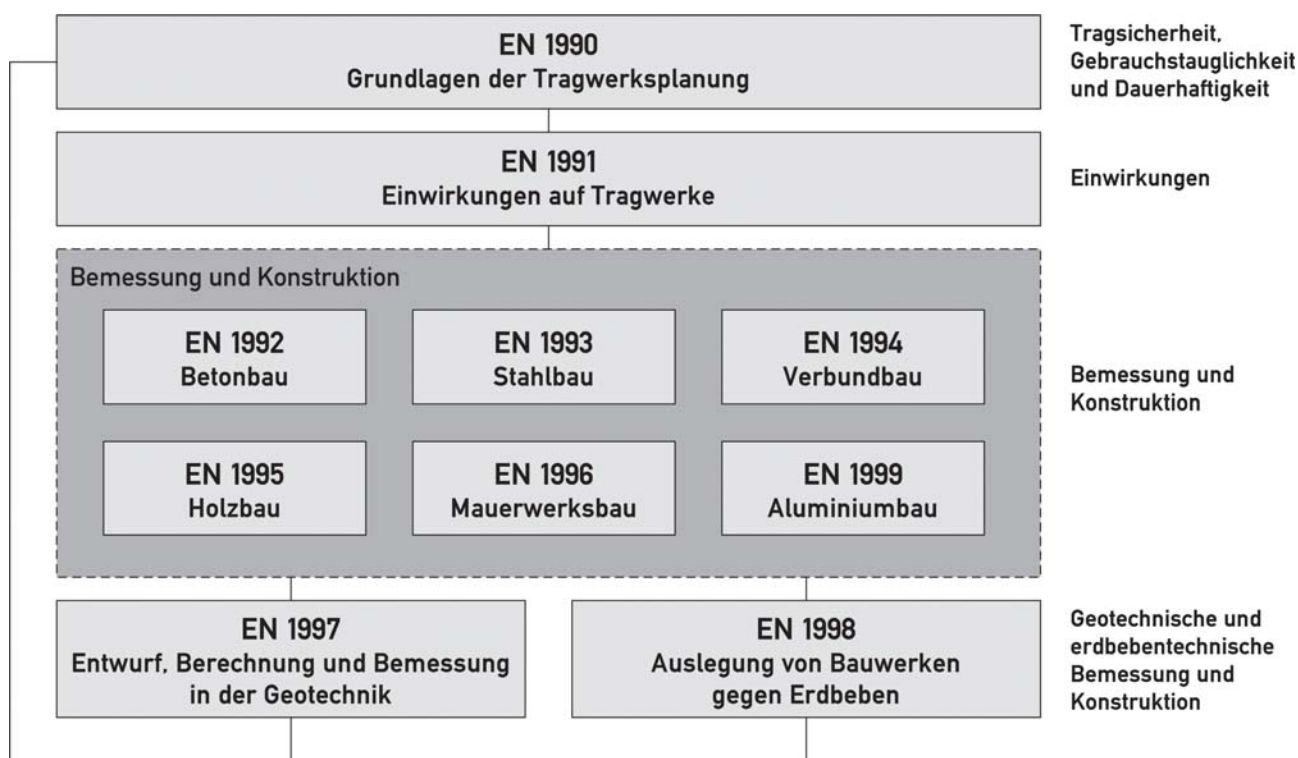 EN 1990
Grundlagen der Tragwerksplanung
Tragsicherheit,
Gebrauchstauglichkeit
und Dauerhaftigkeit
EN 1991
Einwirkungen auf Tragwerke
Einwirkungen
Bemessung und Konstruktion
EN 1992
Betonbau
EN 1993
Stahlbau
EN 1994
Verbundbau
EN 1995
Holzbau
EN 1996
Mauerwerksbau
EN 1999
Aluminiumbau
Bemessung und
Konstruktion
EN 1997
Entwurf, Berechnung und Bemessung
in der Geotechnik
EN 1998
Auslegung von Bauwerken
gegen Erdbeben
Geotechnische und
erdbebentechnische
Bemessung und
Konstruktion